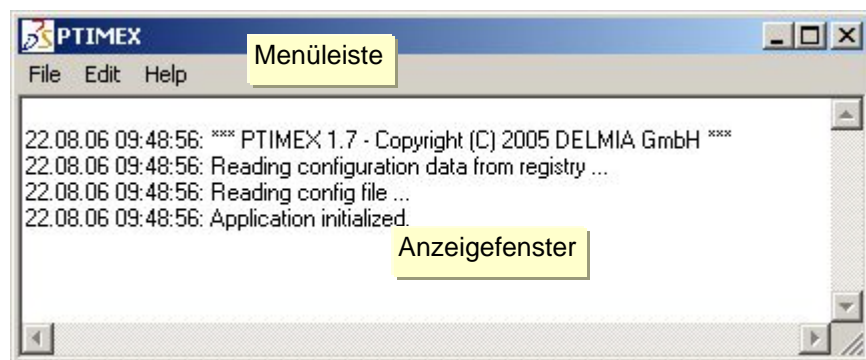 PTIMEX
Menüleiste
File Edit Help
22.08.06 09:48:56: *** PTIMEX 1.7 - Copyright (C) 2005 DELMIA GmbH ***
22.08.06 09:48:56: Reading configuration data from registry ...
22.08.06 09:48:56: Reading config file ...
22.08.06 09:48:56: Application initialized.
Anzeigefenster